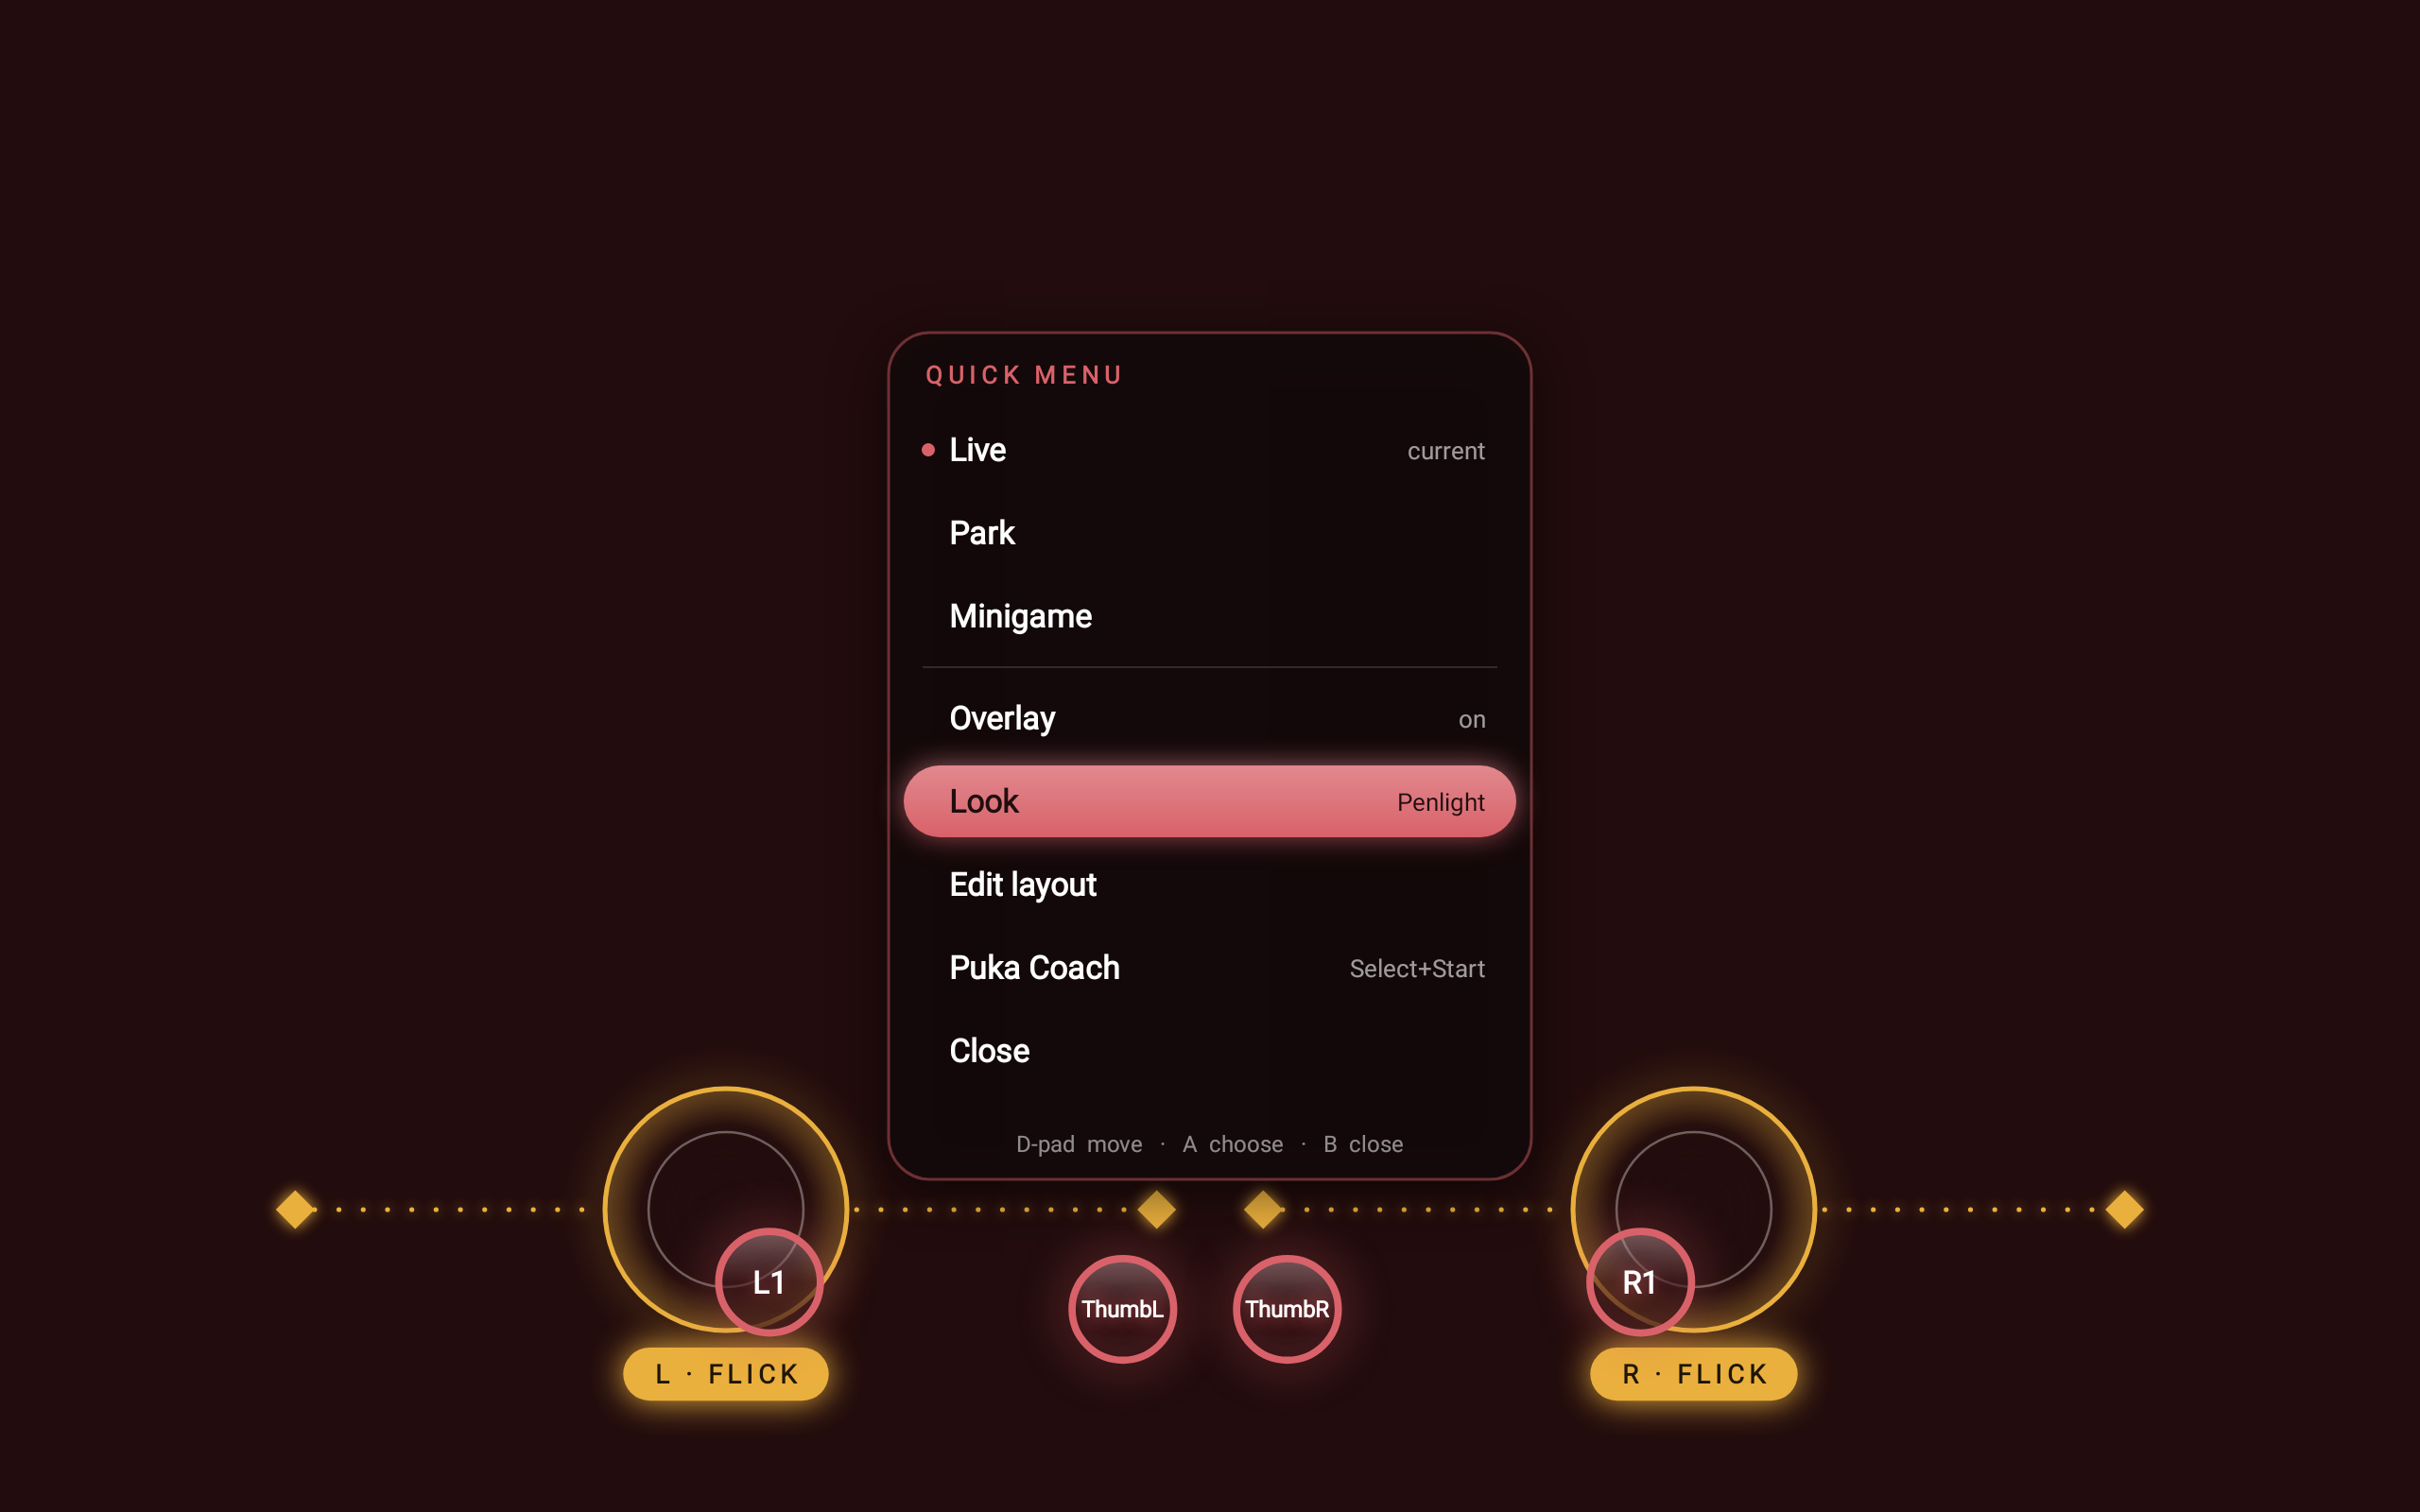 QUICK MENU
Live current
Park
Minigame
Overlay on
Look Penlight
Edit layout
Puka Coach Select+Start
Close
D-pad move · A choose · B close
L1
R1
ThumbL
ThumbR
L · FLICK
R · FLICK